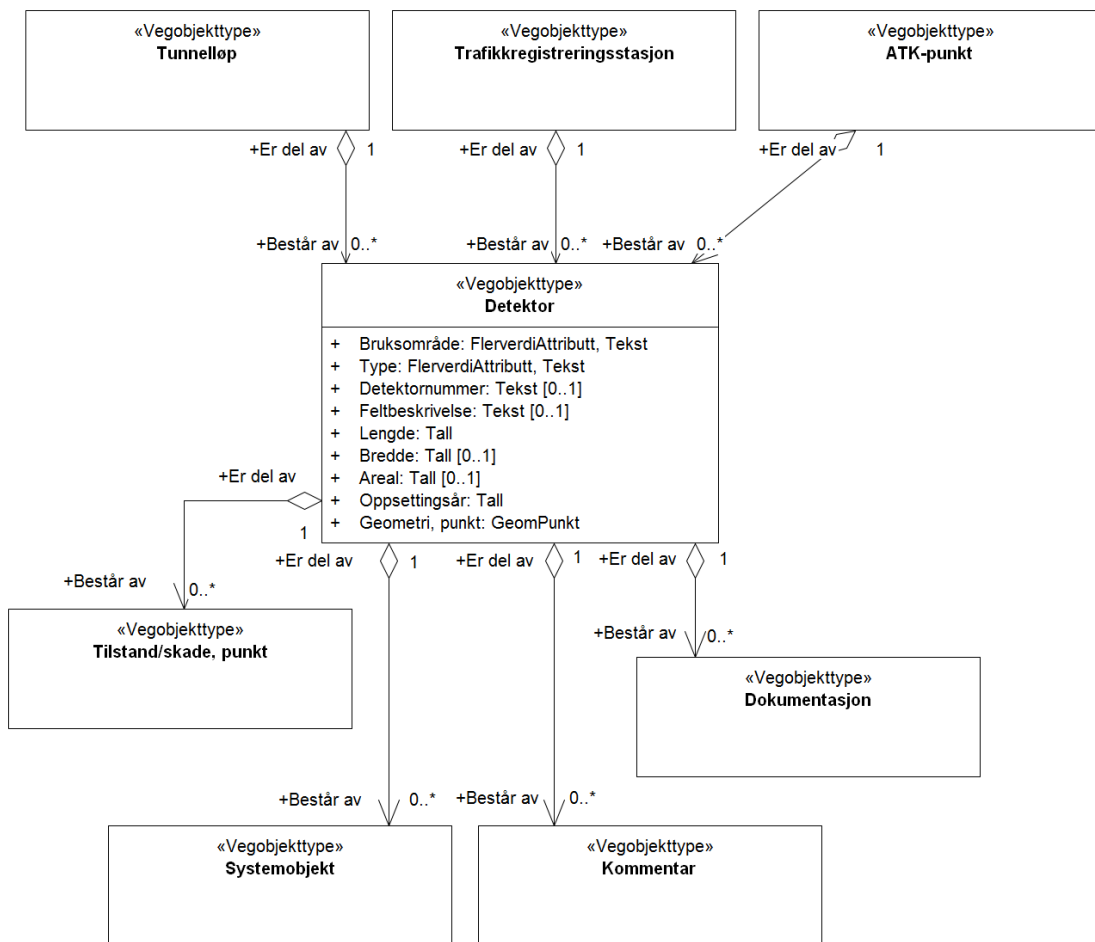 «Vegobjekttype»
Tunnelløp
«Vegobjekttype»
Trafikkregistreringsstasjon
«Vegobjekttype»
ATK-punkt
+Er del av 1
+Er del av 1
+Er del av 1
+Består av 0..*
+Består av 0..*
+Består av 0..*
«Vegobjekttype»
Detektor
+ Bruksområde: FlerverdiAttributt, Tekst
+ Type: FlerverdiAttributt, Tekst
+ Detektornummer: Tekst [0..1]
+ Feltbeskrivelse: Tekst [0..1]
+ Lengde: Tall
+ Bredde: Tall [0..1]
+ Areal: Tall [0..1]
+ Oppsettingsår: Tall
+ Geometri, punkt: GeomPunkt
+Er del av
1
+Er del av 1
+Er del av 1
+Er del av 1
+Består av 0..*
«Vegobjekttype»
Tilstand/skade, punkt
+Består av 0..*
«Vegobjekttype»
Dokumentasjon
+Består av 0..*
+Består av 0..*
«Vegobjekttype»
Systemobjekt
«Vegobjekttype»
Kommentar